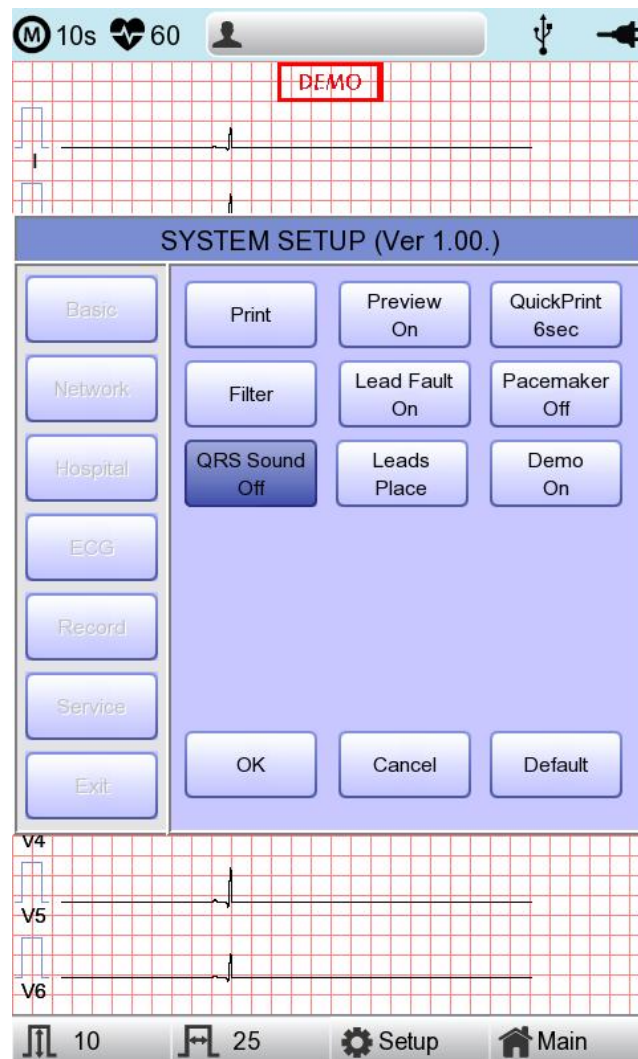 M 10s 60
DEMO
I
SYSTEM SETUP (Ver 1.00.)
Basic
Network
Hospital
ECG
Record
Service
Exit
Print
Preview
On
QuickPrint
6sec
Filter
Lead Fault
On
Pacemaker
Off
QRS Sound
Off
Leads
Place
Demo
On
OK
Cancel
Default
V4
V5
V6
10
25
Setup
Main